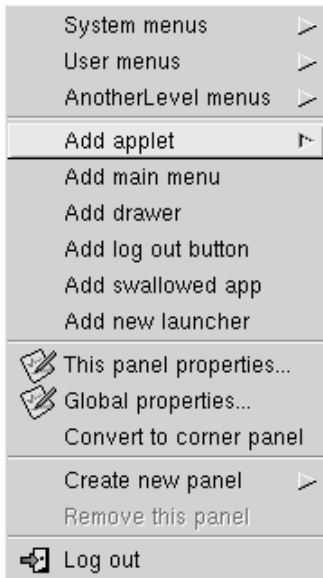 System menus
User menus
AnotherLevel menus
Add applet
Add main menu
Add drawer
Add log out button
Add swallowed app
Add new launcher
This panel properties...
Global properties...
Convert to corner panel
Create new panel
Remove this panel
Log out